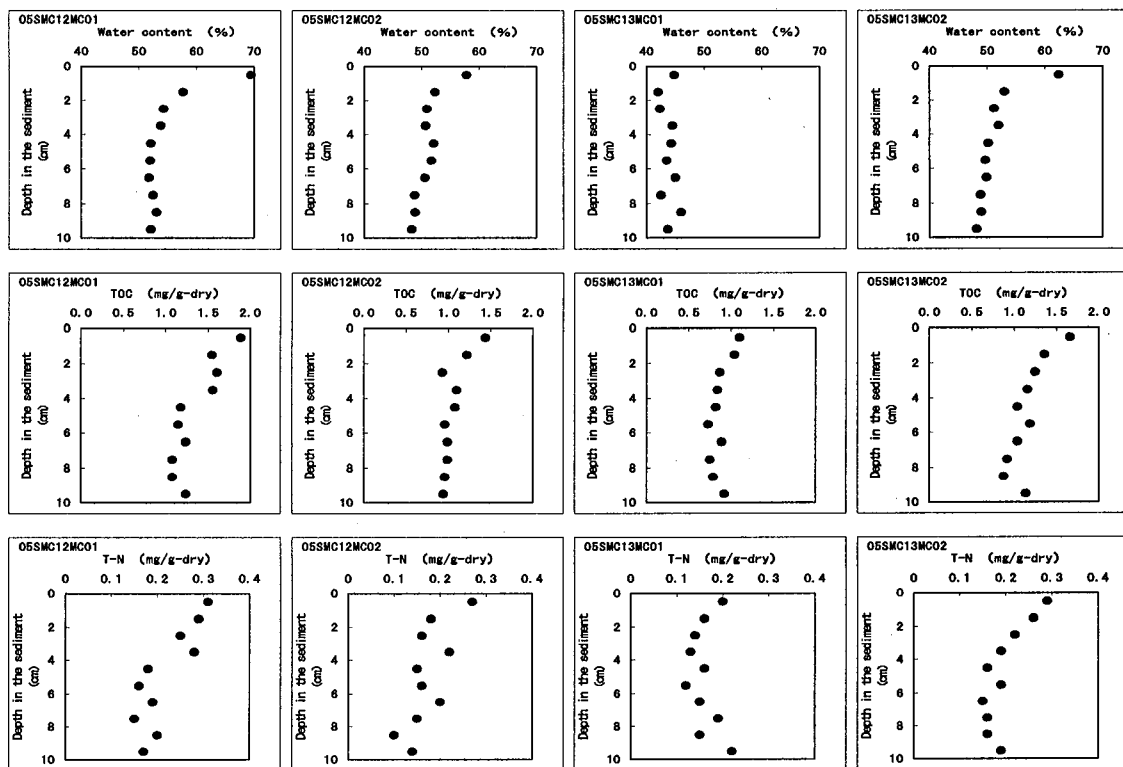 05SMC12MC01
Water content (%)
40 50 60 70
0
2
4
6
8
10
Depth in the sediment
(cm)
05SMC12MC02
Water content (%)
40 50 60 70
0
2
4
6
8
10
Depth in the sediment
(cm)
05SMC13MC01
Water content (%)
40 50 60 70
0
2
4
6
8
10
Depth in the sediment
(cm)
05SMC13MC02
Water content (%)
40 50 60 70
0
2
4
6
8
10
Depth in the sediment
(cm)
05SMC12MC01
TOC (mg/g-dry)
0.0 0.5 1.0 1.5 2.0
0
2
4
6
8
10
Depth in the sediment
(cm)
05SMC12MC02
TOC (mg/g-dry)
0.0 0.5 1.0 1.5 2.0
0
2
4
6
8
10
Depth in the sediment
(cm)
05SMC13MC01
TOC (mg/g-dry)
0.0 0.5 1.0 1.5 2.0
0
2
4
6
8
10
Depth in the sediment
(cm)
05SMC13MC02
TOC (mg/g-dry)
0.0 0.5 1.0 1.5 2.0
0
2
4
6
8
10
Depth in the sediment
(cm)
05SMC12MC01
T-N (mg/g-dry)
0 0.1 0.2 0.3 0.4
0
2
4
6
8
10
Depth in the sediment
(cm)
05SMC12MC02
T-N (mg/g-dry)
0 0.1 0.2 0.3 0.4
0
2
4
6
8
10
Depth in the sediment
(cm)
05SMC13MC01
T-N (mg/g-dry)
0 0.1 0.2 0.3 0.4
0
2
4
6
8
10
Depth in the sediment
(cm)
05SMC13MC02
T-N (mg/g-dry)
0 0.1 0.2 0.3 0.4
0
2
4
6
8
10
Depth in the sediment
(cm)